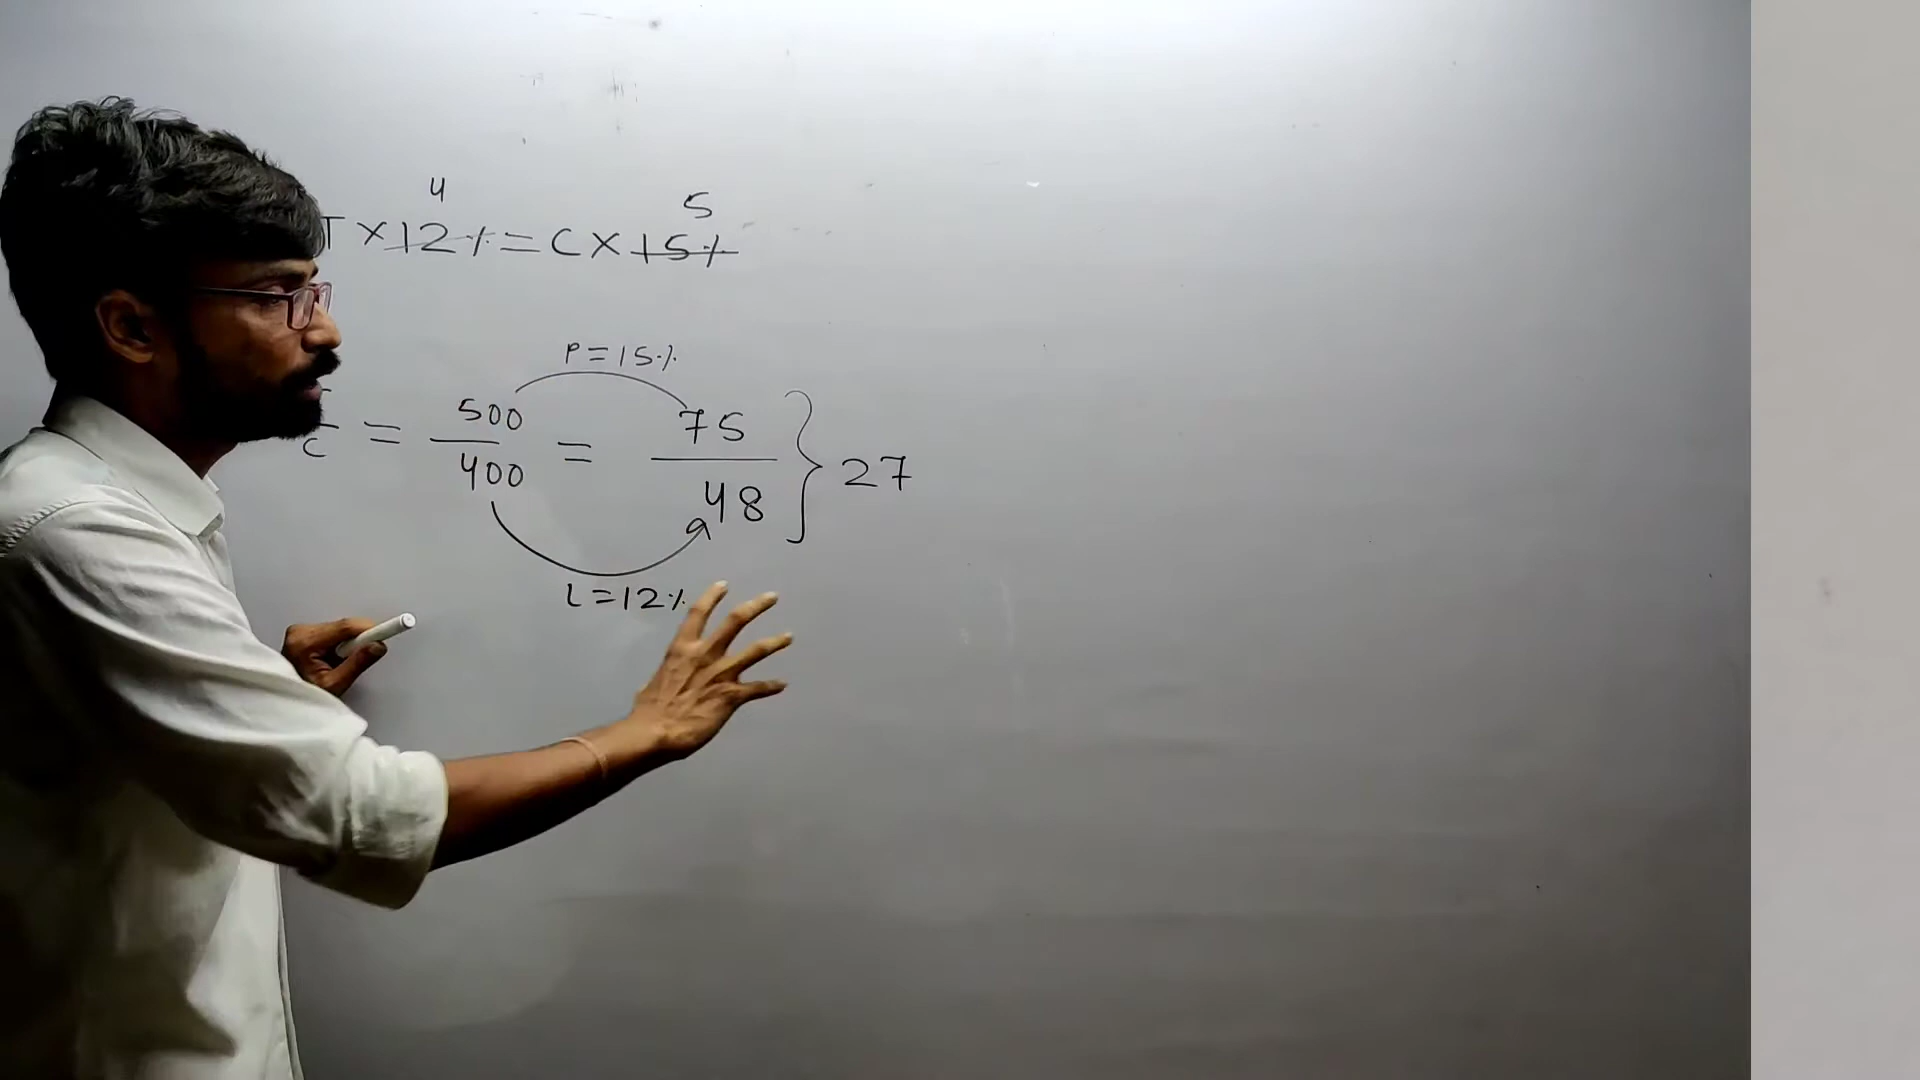 T × 12% = C × 15%
4
5
P = 15%
C = 500/400 = 75/48 } 27
L = 12%